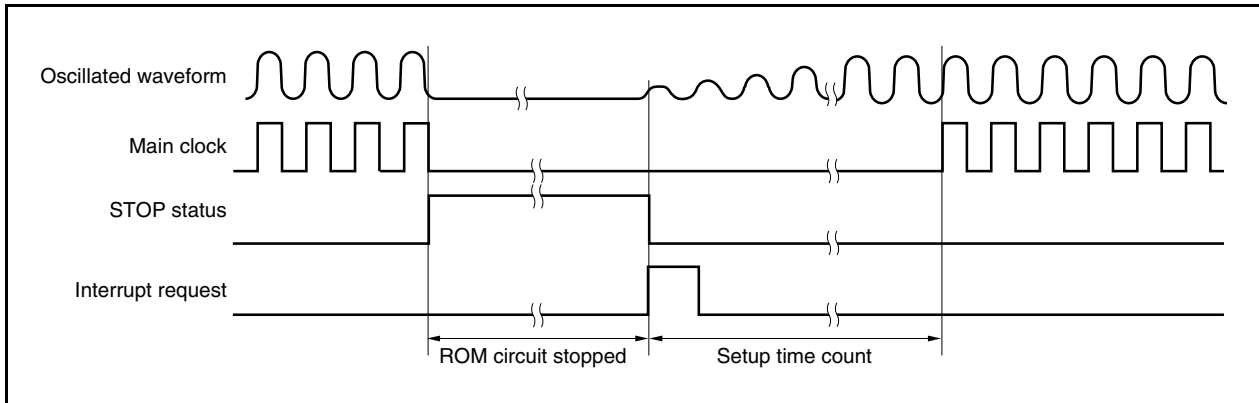 Oscillated waveform
Main clock
STOP status
Interrupt request
ROM circuit stopped
Setup time count